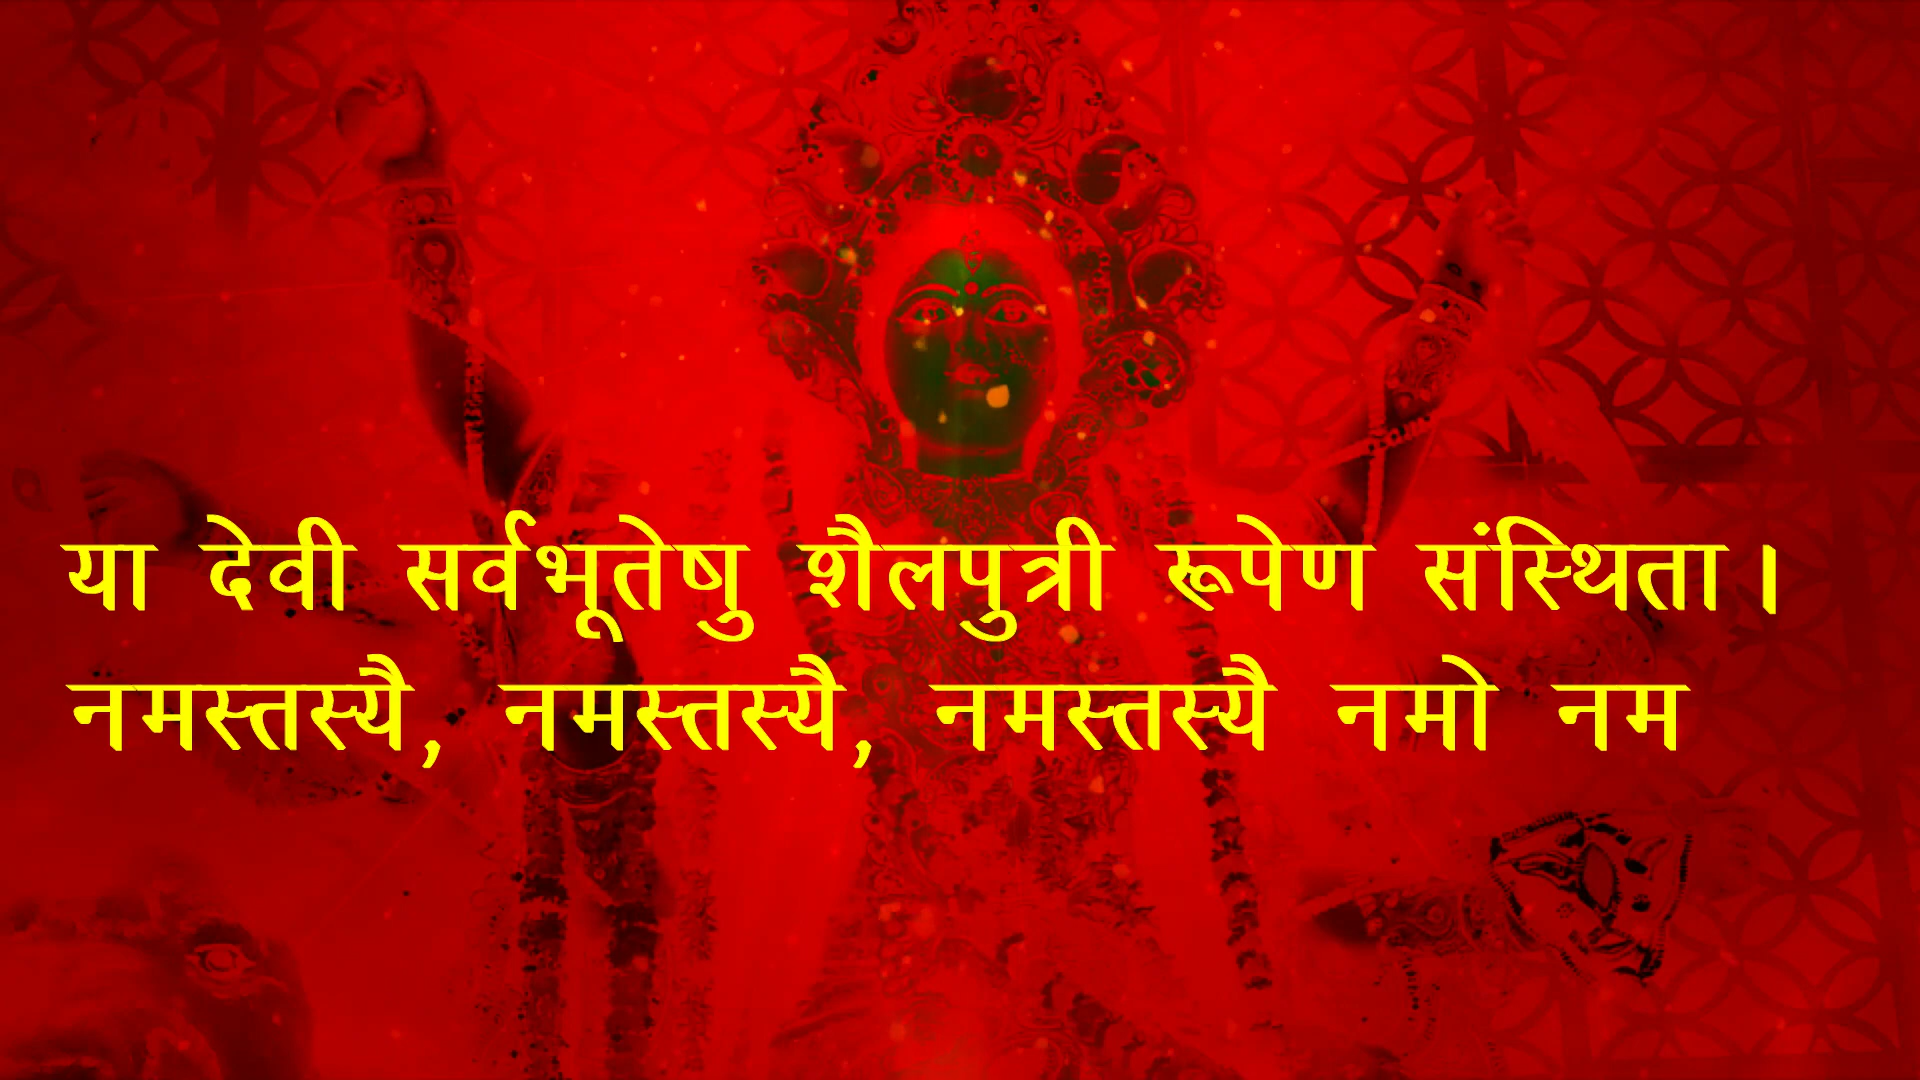 या देवी सर्वभूतेषु शैलपुत्री रूपेण संस्थिता।
नमस्तस्यै, नमस्तस्यै, नमस्तस्यै नमो नम